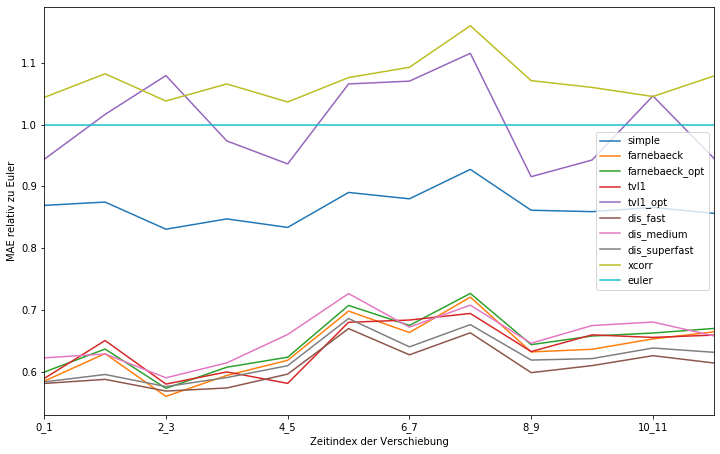 MAE relativ zu Euler
1.1
1.0
0.9
0.8
0.7
0.6
simple
farnebaeck
farnebaeck_opt
tvl1
tvl1_opt
dis_fast
dis_medium
dis_superfast
xcorr
euler
0_1
2_3
4_5
6_7
8_9
10_11
Zeitindex der Verschiebung